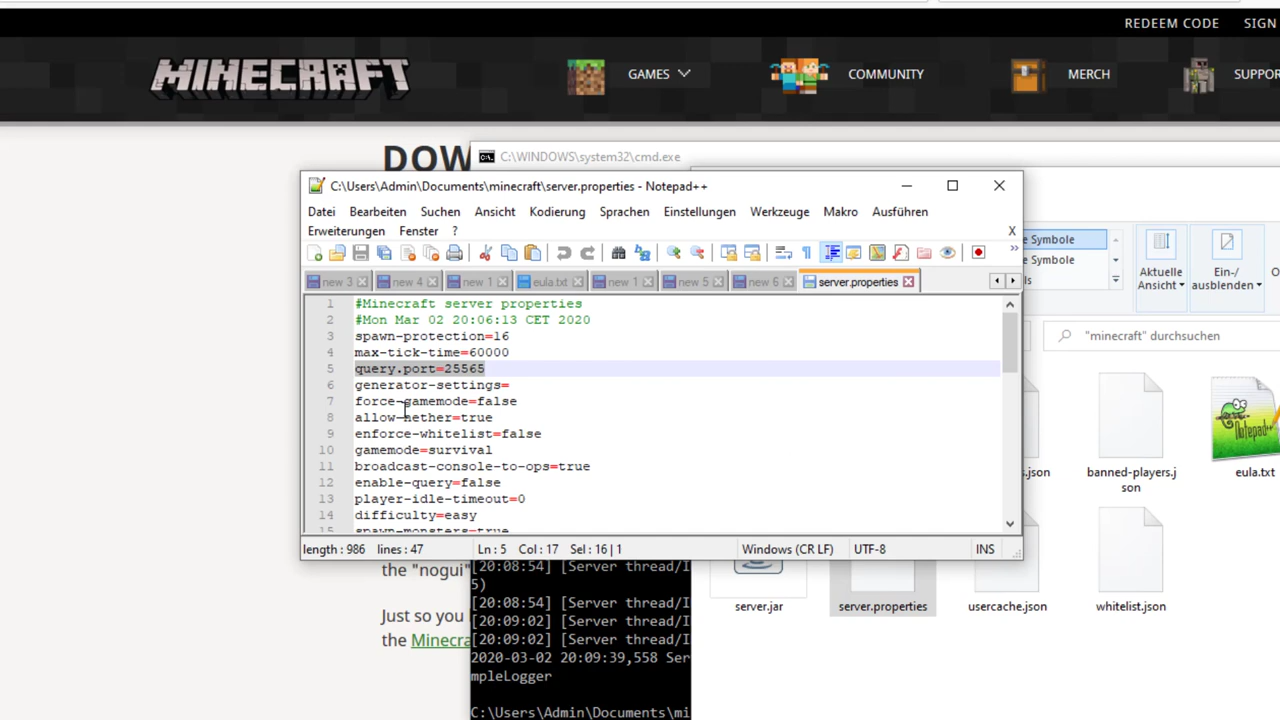 REDEEM CODE SIGN
MINECRAFT GAMES COMMUNITY MERCH SUPPOR
DOW
C:\WINDOWS\system32\cmd.exe
C:\Users\Admin\Documents\minecraft\server.properties - Notepad++
Datei Bearbeiten Suchen Ansicht Kodierung Sprachen Einstellungen Werkzeuge Makro Ausführen
Erweiterungen Fenster ? X
new 3 new 4 new 1 eula.txt new 1 new 5 new 6 server.properties
1 #Minecraft server properties
2 #Mon Mar 02 20:06:13 CET 2020
3 spawn-protection=16
4 max-tick-time=60000
5 query.port=25565
6 generator-settings=
7 force-gamemode=false
8 allow-nether=true
9 enforce-whitelist=false
10 gamemode=survival
11 broadcast-console-to-ops=true
12 enable-query=false
13 player-idle-timeout=0
14 difficulty=easy
15 spawn-monsters=true
length : 986 lines : 47 Ln : 5 Col : 17 Sel : 16 | 1 Windows (CR LF) UTF-8 INS
e Symbole
e Symbole
ls
Aktuelle
Ansicht
Ein-/
ausblenden
"minecraft" durchsuchen
s.json
banned-players.j
son
Notepad++
eula.txt
server.jar
server.properties
usercache.json
whitelist.json
the "nogui"
Just so you
the Minecra
[20:08:54] [Server thread/I
5)
[20:08:54] [Server thread/I
[20:09:02] [Server thread/I
[20:09:02] [Server thread/I
2020-03-02 20:09:39,558 Ser
mpleLogger
C:\Users\Admin\Documents\mi